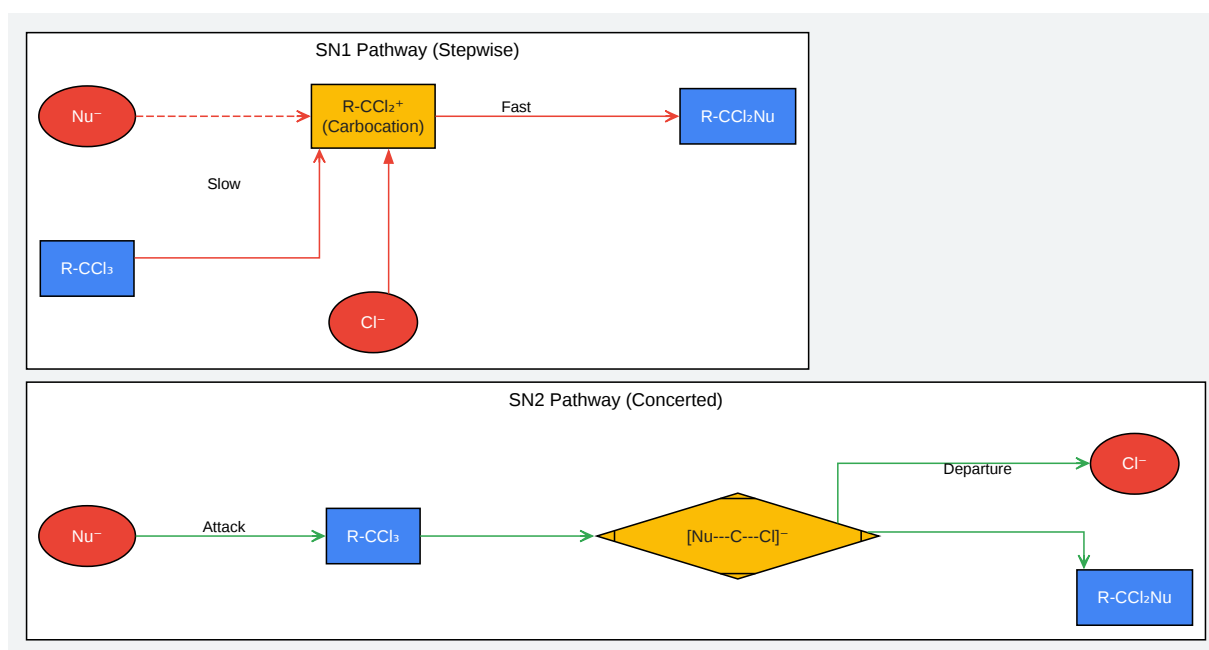 SN1 Pathway (Stepwise)
Nu⁻
R-CCl₂⁺
(Carbocation)
Fast
R-CCl₂Nu
Slow
R-CCl₃
Cl⁻
SN2 Pathway (Concerted)
Nu⁻
Attack
R-CCl₃
[Nu---C---Cl]⁻
Departure
Cl⁻
R-CCl₂Nu